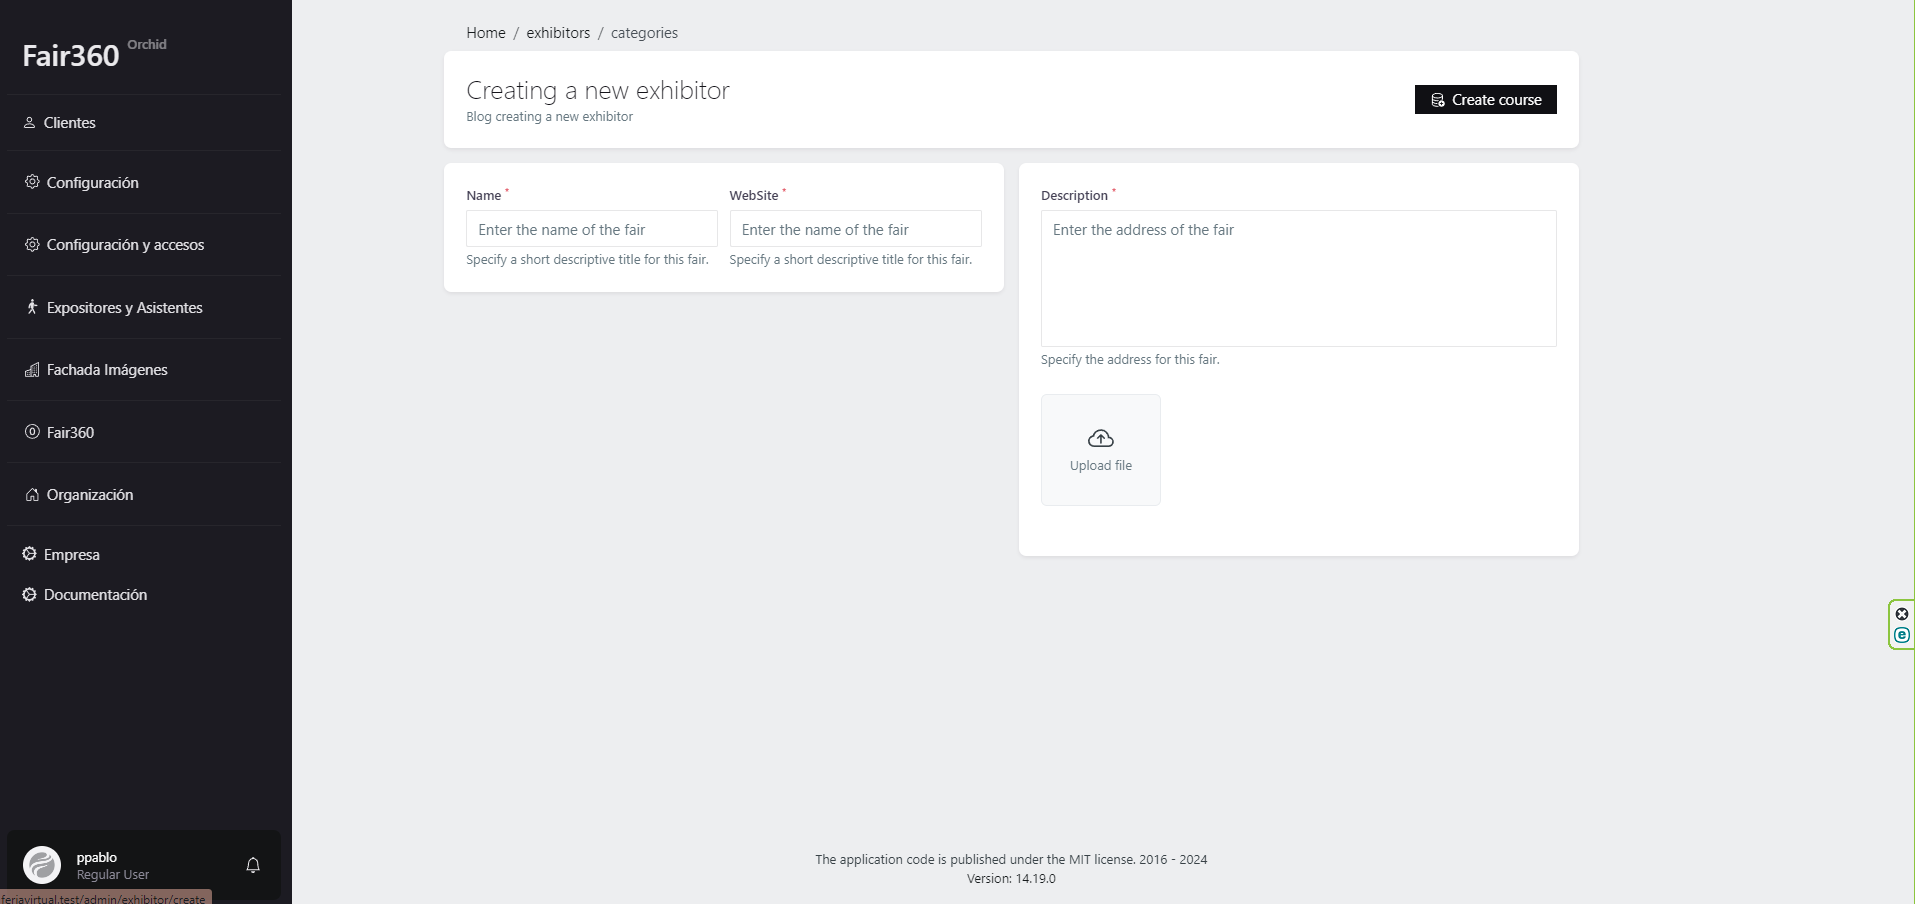 Fair360 Orchid
Clientes
Configuración
Configuración y accesos
Expositores y Asistentes
Fachada Imágenes
Fair360
Organización
Empresa
Documentación
ppablo
Regular User
feriavirtual.test/admin/exhibitor/create
Home / exhibitors / categories
Creating a new exhibitor
Blog creating a new exhibitor
Create course
Name *
Enter the name of the fair
Specify a short descriptive title for this fair.
WebSite *
Enter the name of the fair
Specify a short descriptive title for this fair.
Description *
Enter the address of the fair
Specify the address for this fair.
Upload file
The application code is published under the MIT license. 2016 - 2024
Version: 14.19.0